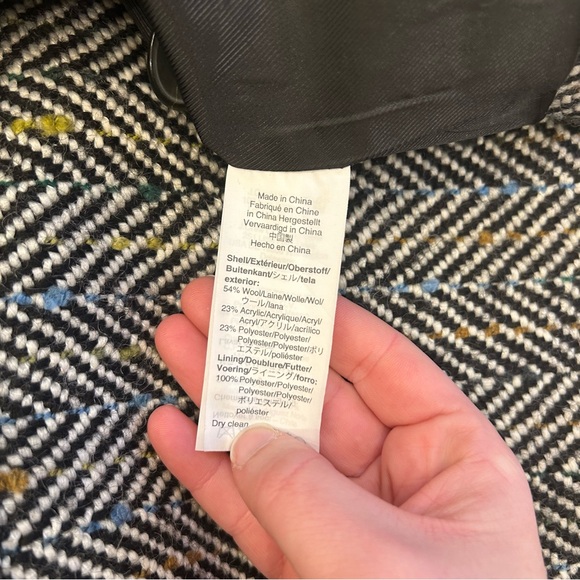 Made in China
Fabriqué en Chine
in China Hergestellt
Vervaardigd in China
中国製
Hecho en China
Shell/Extérieur/Oberstoff/
Buitenkant/シェル/tela
exterior:
54% Wool/Laine/Wolle/Wol/
ウール/lana
23% Acrylic/Acrylique/Acryl/
Acryl/アクリル/acrílico
23% Polyester/Polyester/
Polyester/Polyester/ポリ
エステル/poliéster
Lining/Doublure/Futter/
Voering/ライニング/forro:
100% Polyester/Polyester/
Polyester/Polyester/
ポリエステル/
poliéster
Dry clean